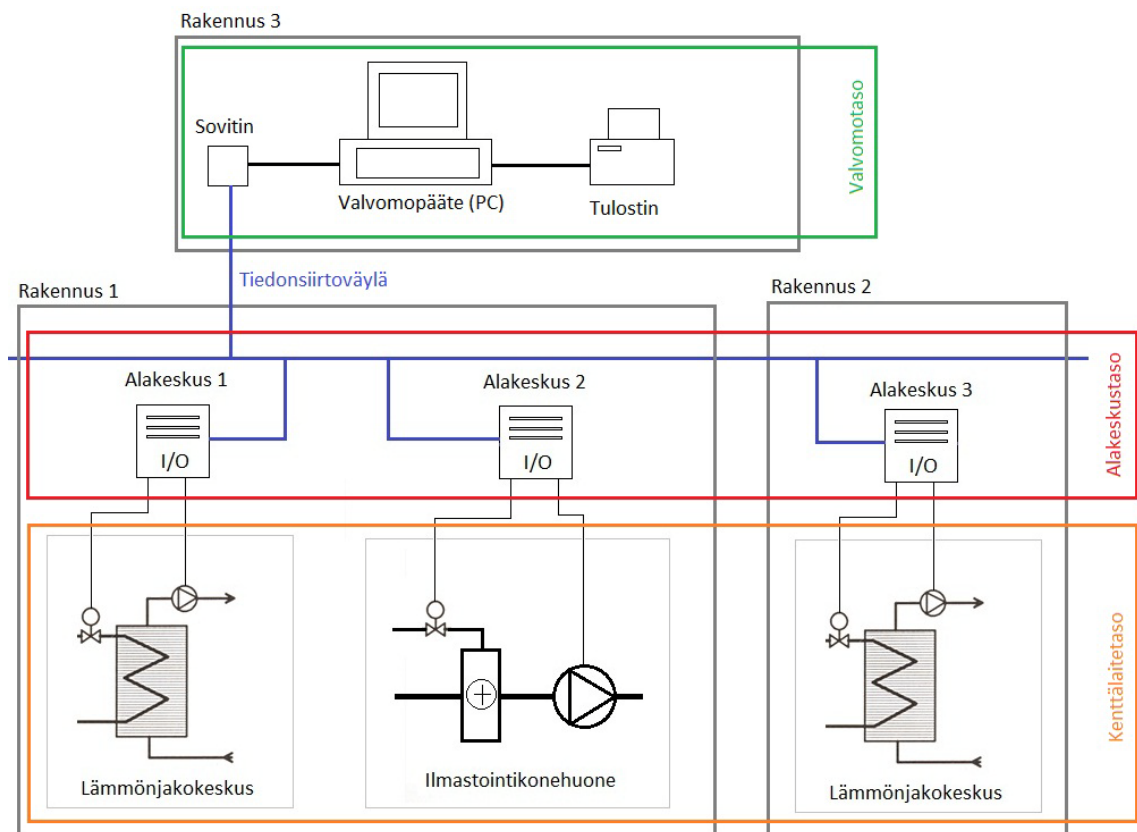 Rakennus 3
Sovitin
Valvomopääte (PC)
Tulostin
Valvomotaso
Tiedonsiirtoväylä
Rakennus 1
Rakennus 2
Alakeskus 1
Alakeskus 2
Alakeskus 3
I/O
I/O
I/O
Alakeskustaso
Lämmönjakokeskus
Ilmastointikonehuone
Lämmönjakokeskus
Kenttälaitetaso